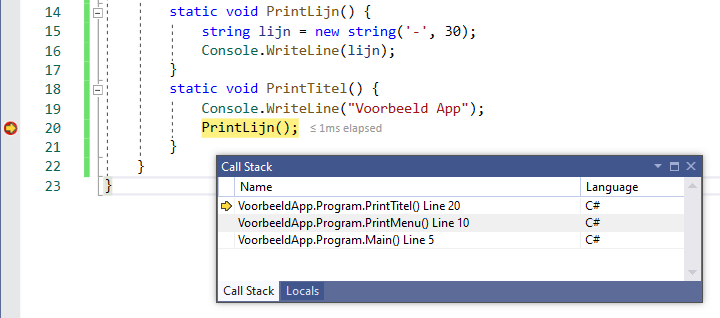 14 static void PrintLijn() {
15 string lijn = new string('-', 30);
16 Console.WriteLine(lijn);
17 }
18 static void PrintTitel() {
19 Console.WriteLine("Voorbeeld App");
20 PrintLijn(); ≤ 1ms elapsed
21 }
22 }
23 }
Call Stack
Name Language
VoorbeeldApp.Program.PrintTitel() Line 20 C#
VoorbeeldApp.Program.PrintMenu() Line 10 C#
VoorbeeldApp.Program.Main() Line 5 C#
Call Stack Locals